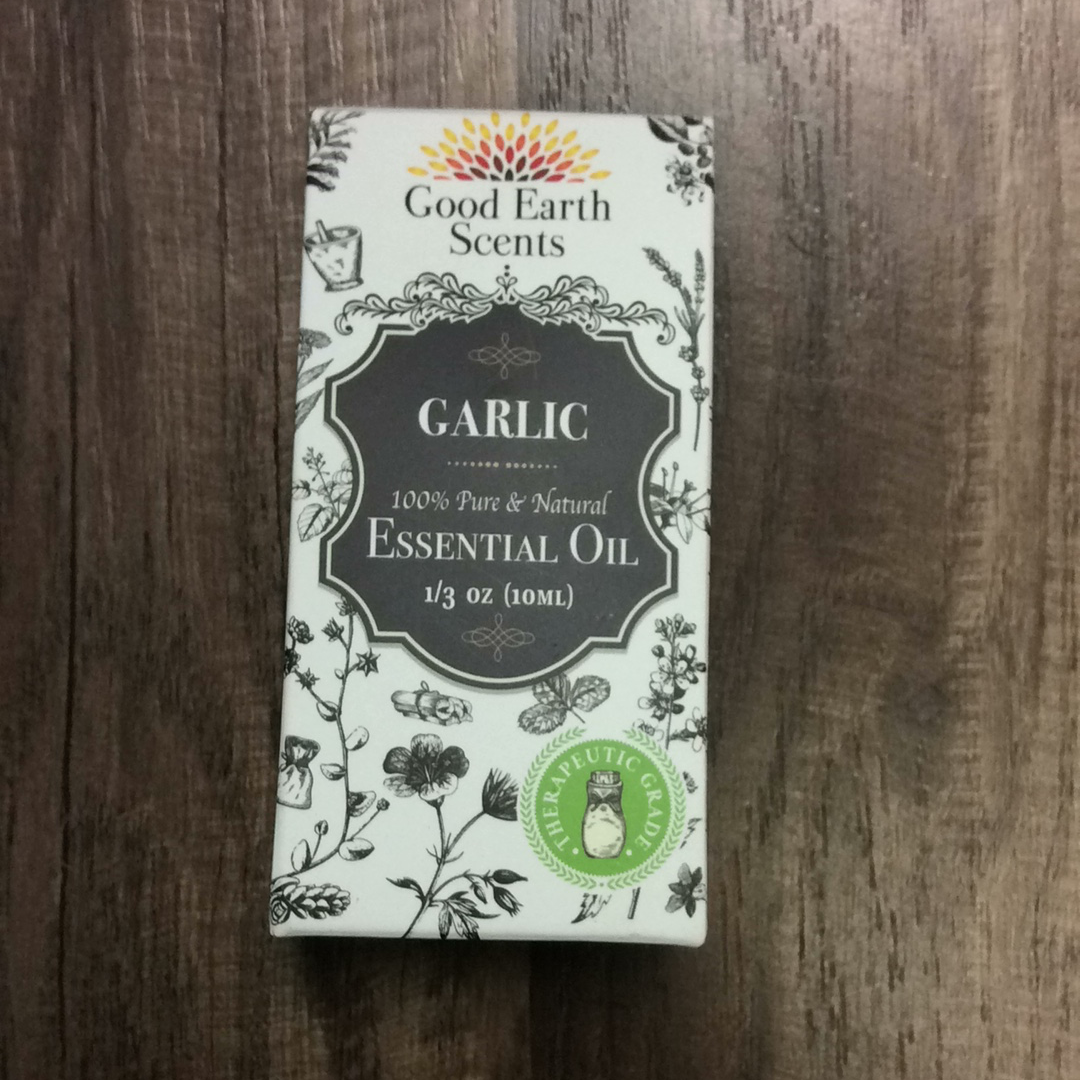 Good Earth
Scents
GARLIC
100% Pure & Natural
ESSENTIAL OIL
1/3 OZ (10ML)
THERAPEUTIC GRADE